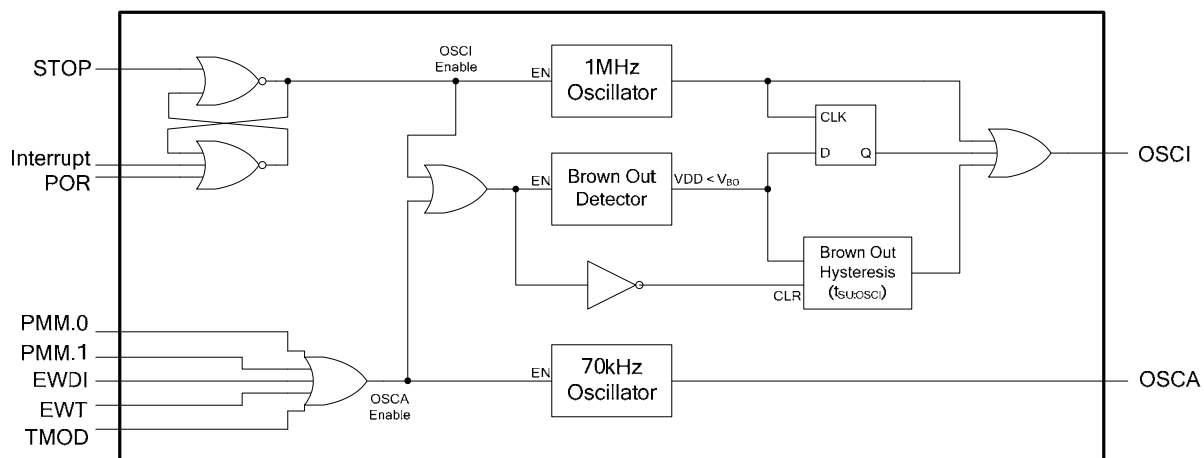 STOP
OSCI
Enable
EN
1MHz
Oscillator
CLK
D
Q
OSCI
Interrupt
POR
EN
Brown Out
Detector
VDD < VBO
Brown Out
Hysteresis
(tSU:OSCI)
CLR
PMM.0
PMM.1
EWDI
EWT
TMOD
OSCA
Enable
EN
70kHz
Oscillator
OSCA